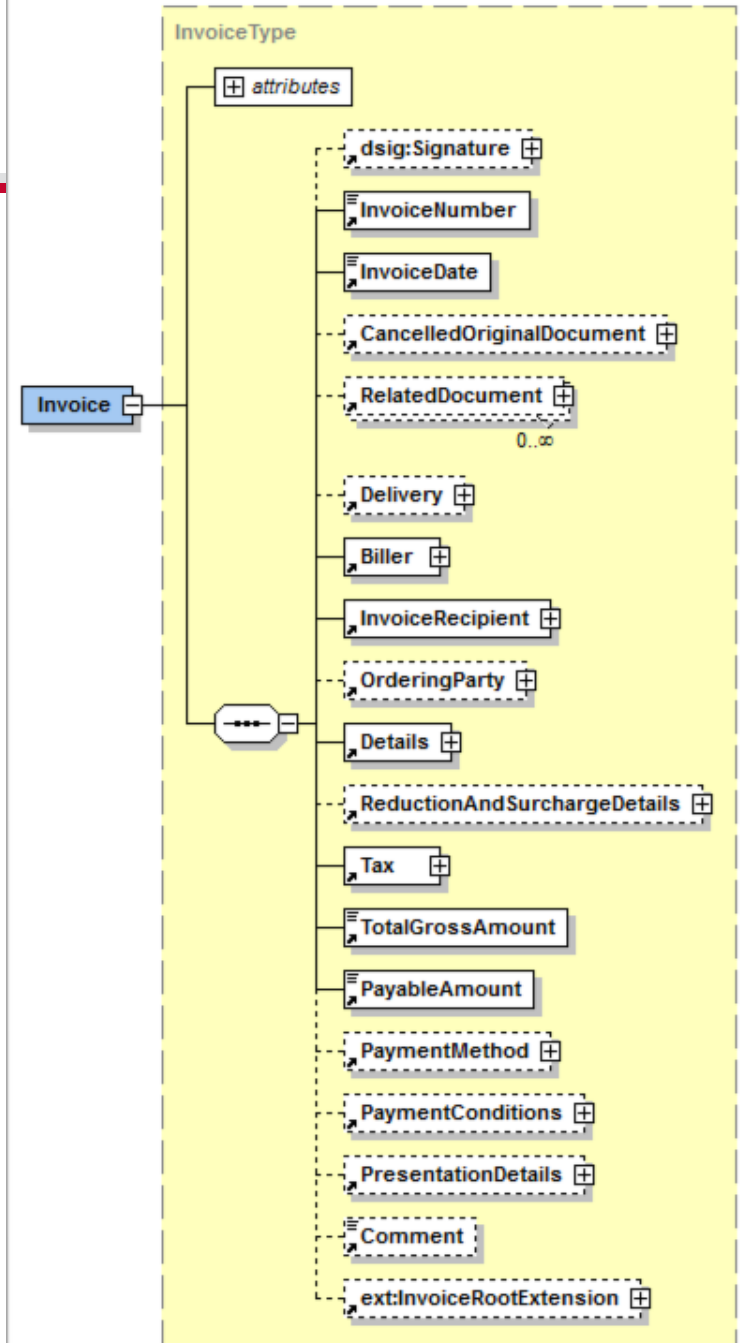 InvoiceType
attributes
dsig:Signature
InvoiceNumber
InvoiceDate
CancelledOriginalDocument
Invoice
RelatedDocument
0..∞
Delivery
Biller
InvoiceRecipient
OrderingParty
Details
ReductionAndSurchargeDetails
Tax
TotalGrossAmount
PayableAmount
PaymentMethod
PaymentConditions
PresentationDetails
Comment
ext:InvoiceRootExtension